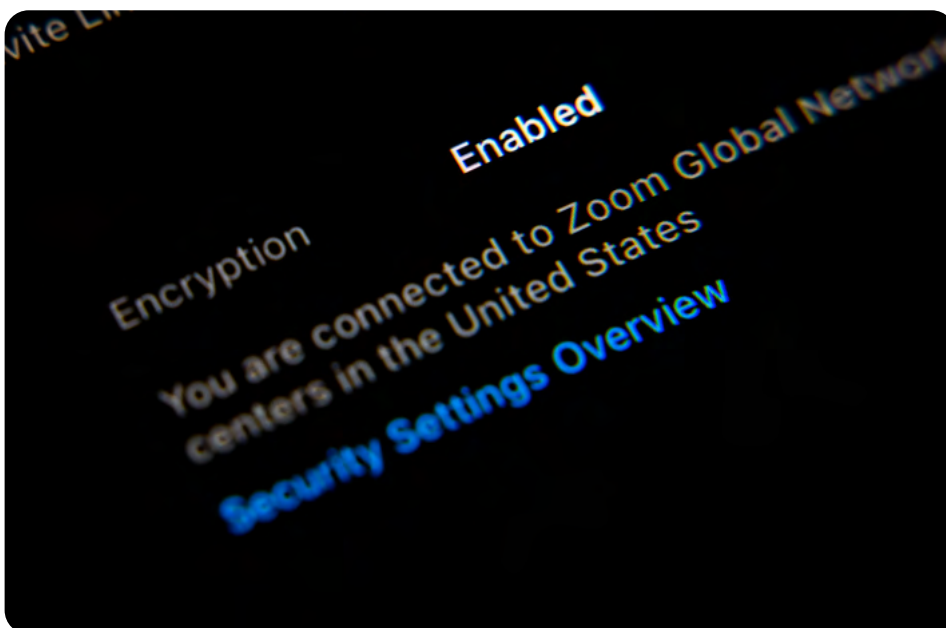 Encryption Enabled
You are connected to Zoom Global Network
centers in the United States
Security Settings Overview